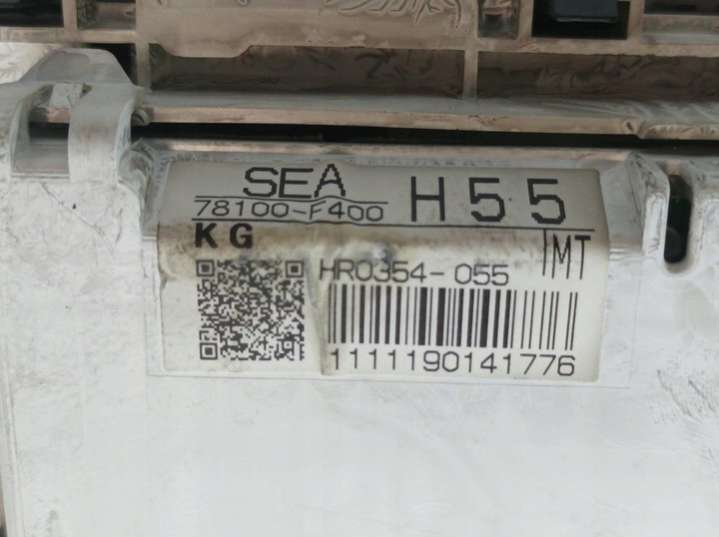 SEA
78100-F400 H55
KG
IMT
HR0354-055
1111190141776